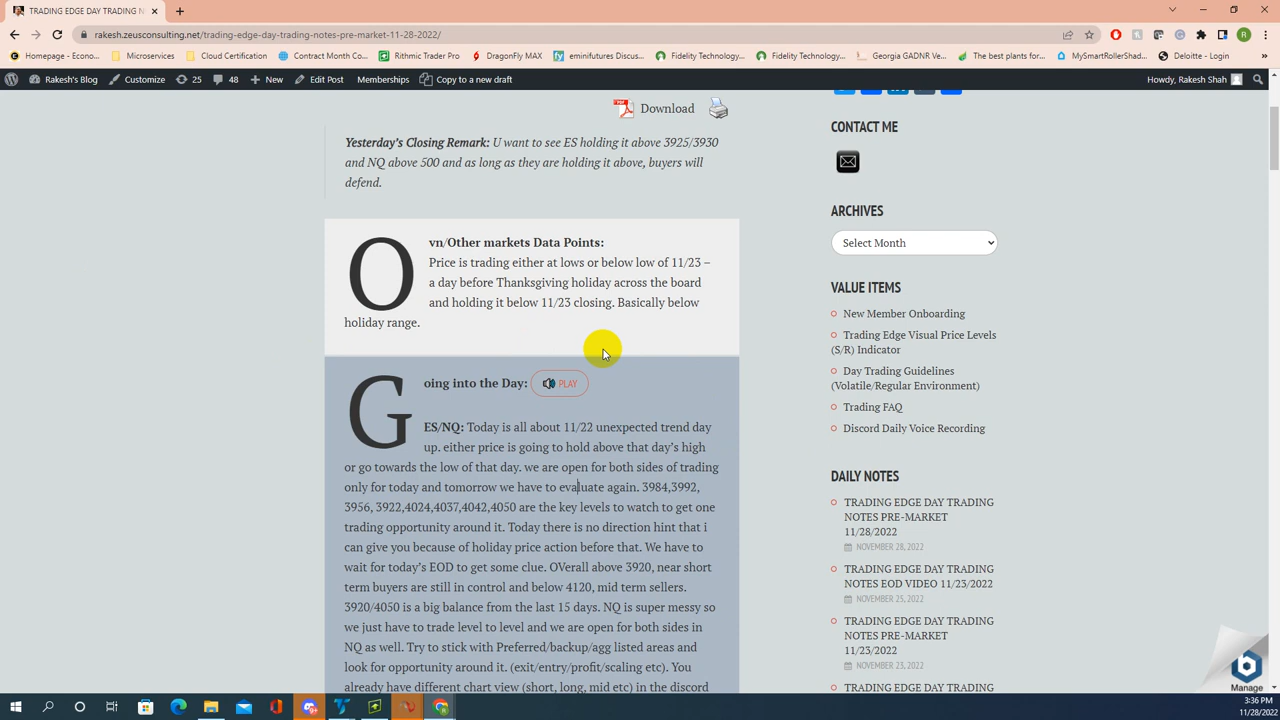 TRADING EDGE DAY TRADING NOT
rakesh.zeusconsulting.net/trading-edge-day-trading-notes-pre-market-11-28-2022/
Homepage - Econo... Microservices Cloud Certification Contract Month Co... Rithmic Trader Pro DragonFly MAX eminifutures Discus... Fidelity Technology... Fidelity Technology... Georgia GADNR Ve... The best plants for... MySmartRollerShad... Deloitte - Login
Rakesh's Blog Customize 25 48 New Edit Post Memberships Copy to a new draft Howdy, Rakesh Shah
Download
Yesterday's Closing Remark: U want to see ES holding it above 3925/3930
and NQ above 500 and as long as they are holding it above, buyers will
defend.
Ovn/Other markets Data Points:
Price is trading either at lows or below low of 11/23 –
a day before Thanksgiving holiday across the board
and holding it below 11/23 closing. Basically below
holiday range.
Going into the Day: PLAY
ES/NQ: Today is all about 11/22 unexpected trend day
up. either price is going to hold above that day's high
or go towards the low of that day. we are open for both sides of trading
only for today and tomorrow we have to evaluate again. 3984,3992,
3956, 3922,4024,4037,4042,4050 are the key levels to watch to get one
trading opportunity around it. Today there is no direction hint that i
can give you because of holiday price action before that. We have to
wait for today's EOD to get some clue. OVerall above 3920, near short
term buyers are still in control and below 4120, mid term sellers.
3920/4050 is a big balance from the last 15 days. NQ is super messy so
we just have to trade level to level and we are open for both sides in
NQ as well. Try to stick with Preferred/backup/agg listed areas and
look for opportunity around it. (exit/entry/profit/scaling etc). You
already have different chart view (short, long, mid etc) in the discord
CONTACT ME
ARCHIVES
Select Month
VALUE ITEMS
New Member Onboarding
Trading Edge Visual Price Levels
(S/R) Indicator
Day Trading Guidelines
(Volatile/Regular Environment)
Trading FAQ
Discord Daily Voice Recording
DAILY NOTES
TRADING EDGE DAY TRADING
NOTES PRE-MARKET
11/28/2022
NOVEMBER 28, 2022
TRADING EDGE DAY TRADING
NOTES EOD VIDEO 11/23/2022
NOVEMBER 25, 2022
TRADING EDGE DAY TRADING
NOTES PRE-MARKET
11/23/2022
NOVEMBER 23, 2022
TRADING EDGE DAY TRADING
Manage
3:36 PM
11/28/2022